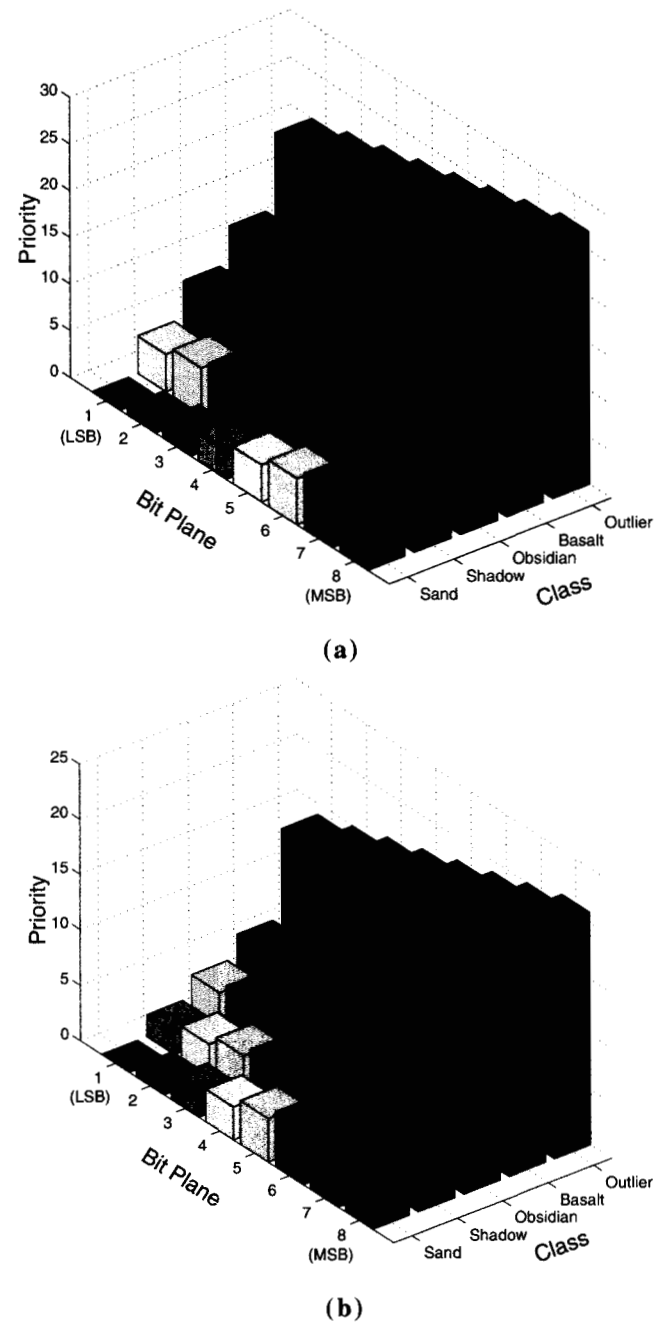 30
25
20
15
10
5
0
Priority
1
(LSB)
2
3
4
5
6
7
8
(MSB)
Bit Plane
Sand
Shadow
Obsidian
Basalt
Outlier
Class
(a)
25
20
15
10
5
0
Priority
1
(LSB)
2
3
4
5
6
7
8
(MSB)
Bit Plane
Sand
Shadow
Obsidian
Basalt
Outlier
Class
(b)